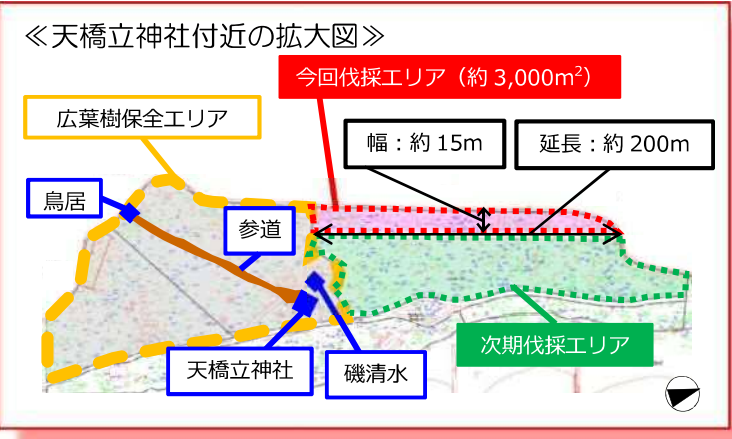 ≪天橋立神社付近の拡大図≫
今回伐採エリア（約 3,000m²）
広葉樹保全エリア
幅：約 15m
延長：約 200m
鳥居
参道
天橋立神社
磯清水
次期伐採エリア